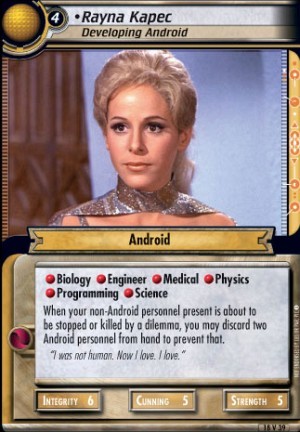 4
•Rayna Kapec
Developing Android
Android
Biology Engineer Medical Physics
Programming Science
When your non-Android personnel present is about
to be stopped or killed by a dilemma, you may discard two
Android personnel from hand to prevent that.
"I was not human. Now I love. I love."
INTEGRITY 6 CUNNING 5 STRENGTH 5
18 V 39